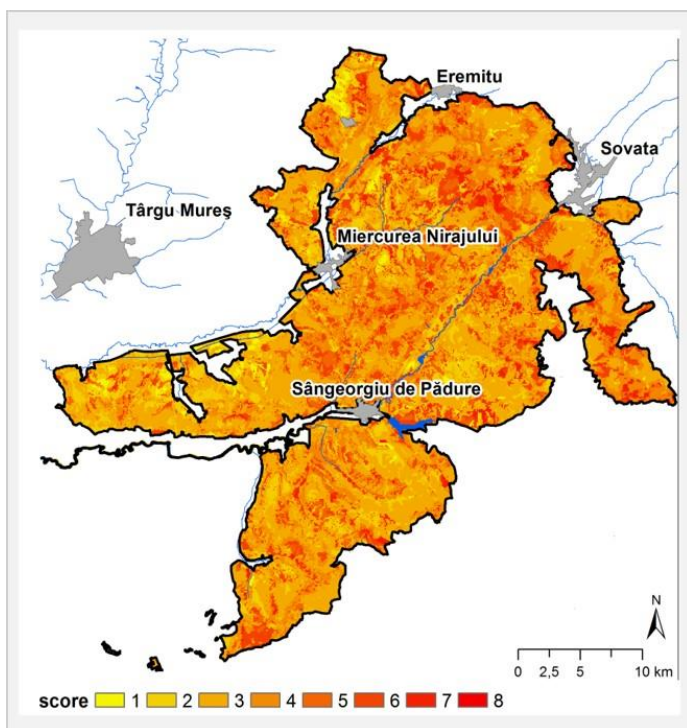 Eremitu
Sovata
Târgu Mureş
Miercurea Nirajului
Sângeorgiu de Pădure
N
0 2,5 5 10 km
score 1 2 3 4 5 6 7 8